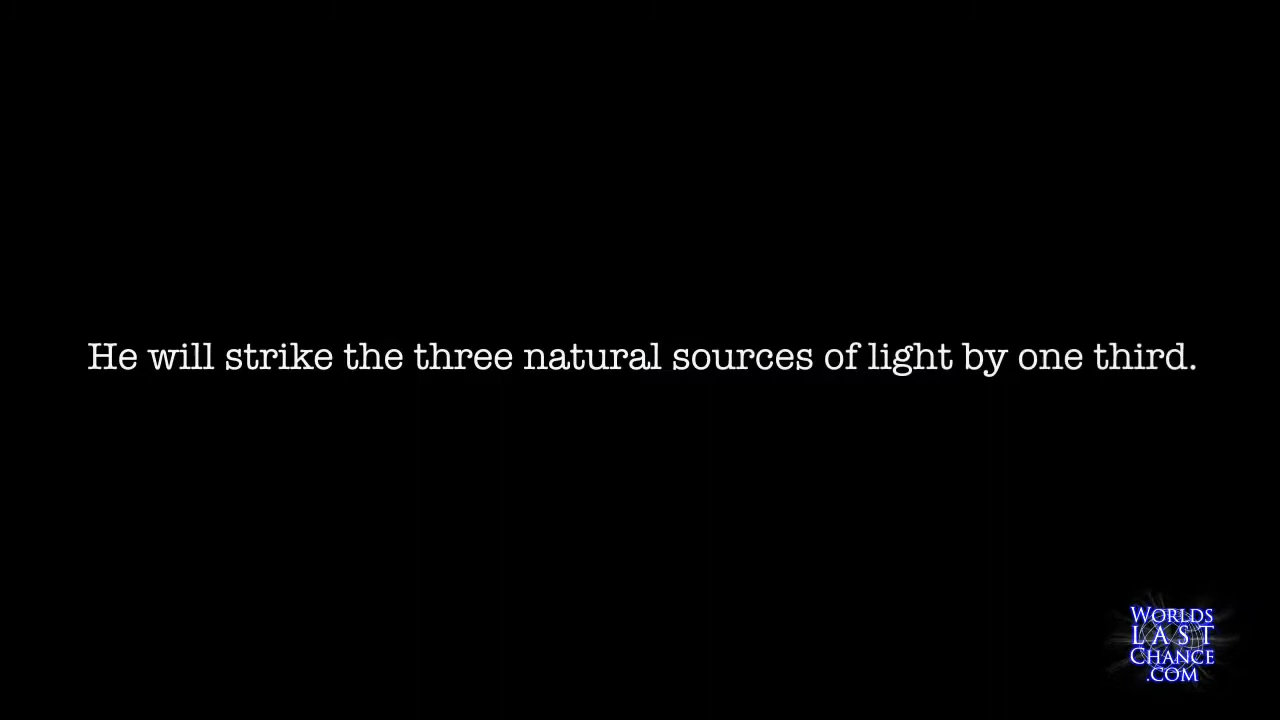 He will strike the three natural sources of light by one third.
WORLDS
LAST
CHANCE
.COM